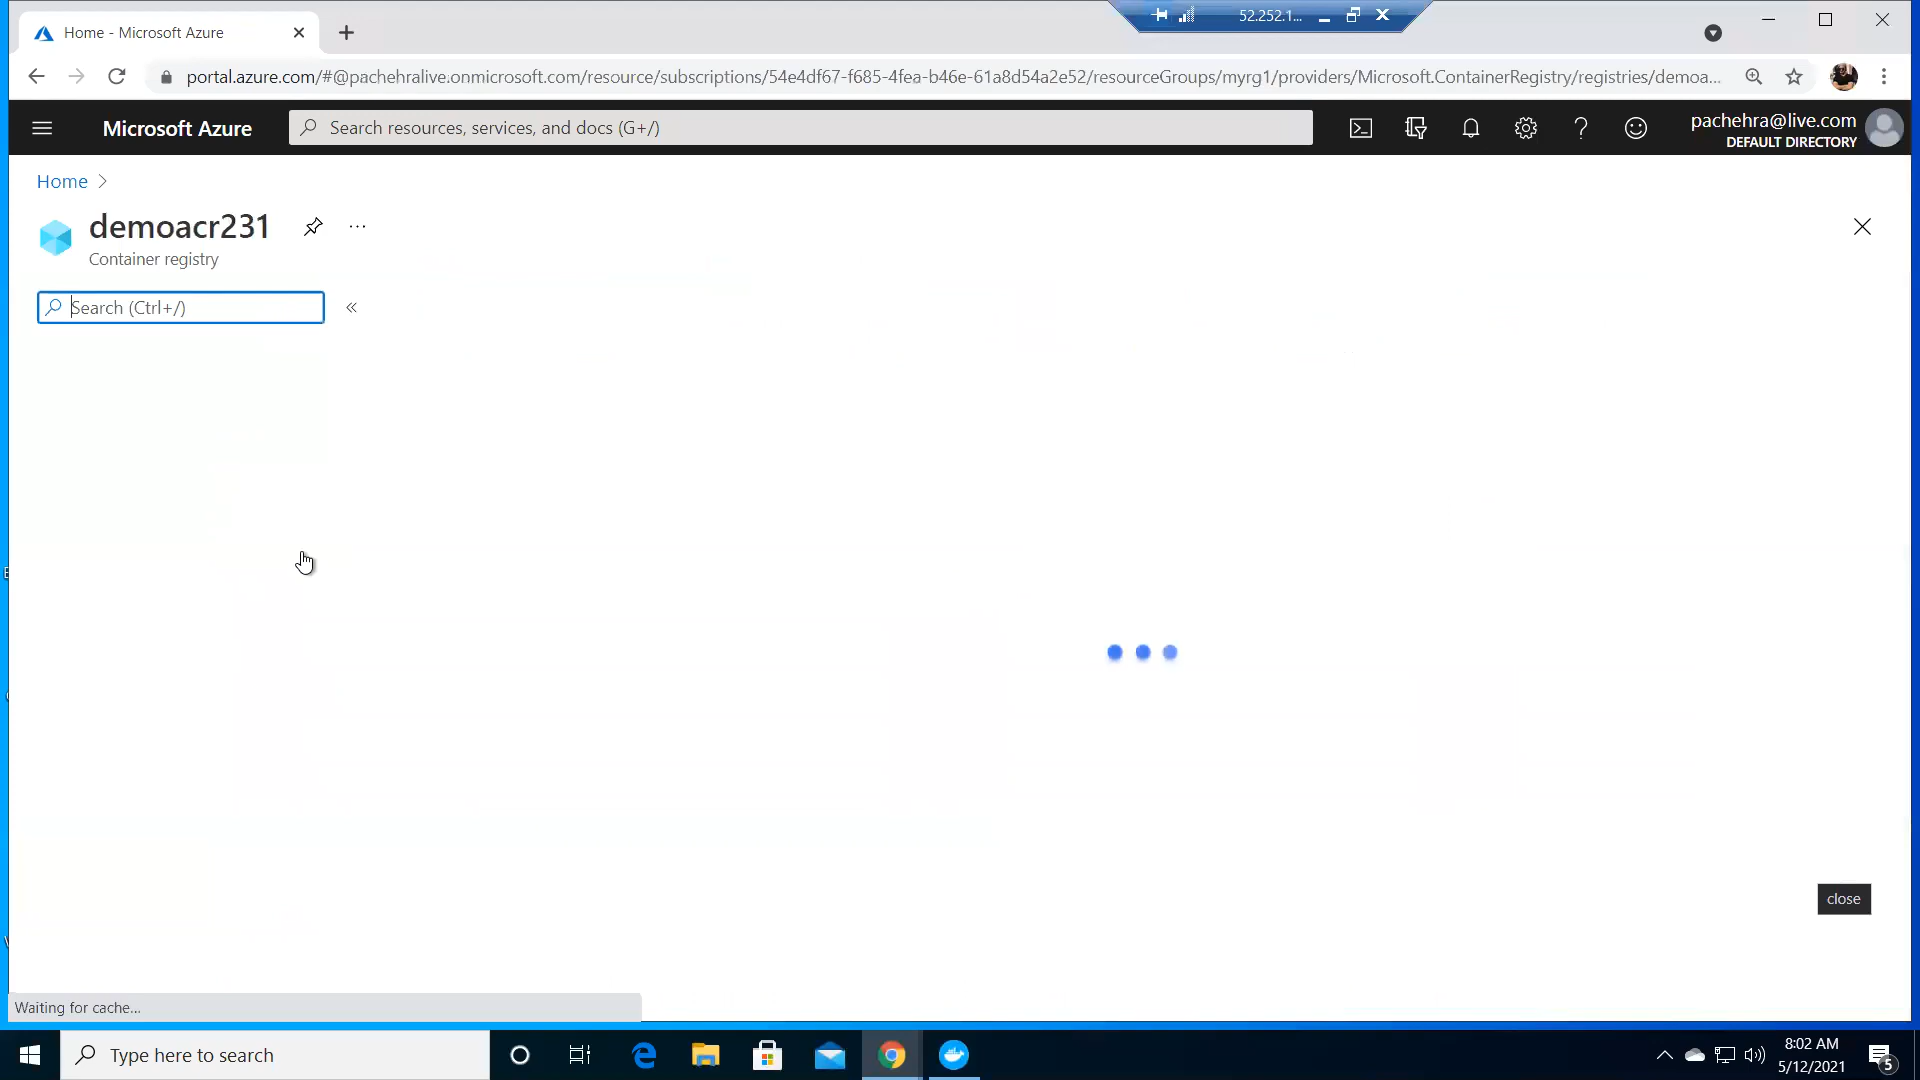 52.252.1...
Home - Microsoft Azure
portal.azure.com/#@pachehralive.onmicrosoft.com/resource/subscriptions/54e4df67-f685-4fea-b46e-61a8d54a2e52/resourceGroups/myrg1/providers/Microsoft.ContainerRegistry/registries/demoa...
Microsoft Azure
Search resources, services, and docs (G+/)
pachehra@live.com
DEFAULT DIRECTORY
Home
demoacr231
Container registry
Search (Ctrl+/)
close
Waiting for cache...
Type here to search
8:02 AM
5/12/2021
5